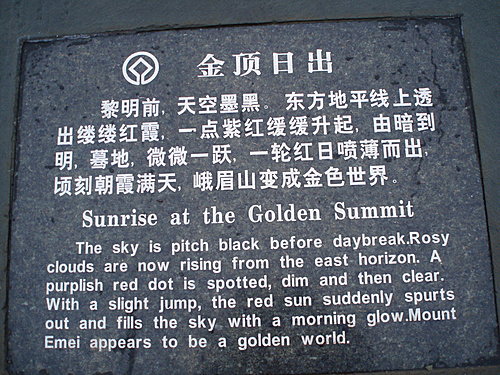 金顶日出
黎明前，天空墨黑。东方地平线上透
出缕缕红霞，一点紫红缓缓升起，由暗到
明，蓦地，微微一跃，一轮红日喷薄而出，
顷刻朝霞满天，峨眉山变成金色世界。
Sunrise at the Golden Summit
The sky is pitch black before daybreak.Rosy
clouds are now rising from the east horizon. A
purplish red dot is spotted, dim and then clear.
With a slight jump, the red sun suddenly spurts
out and fills the sky with a morning glow.Mount
Emei appears to be a golden world.